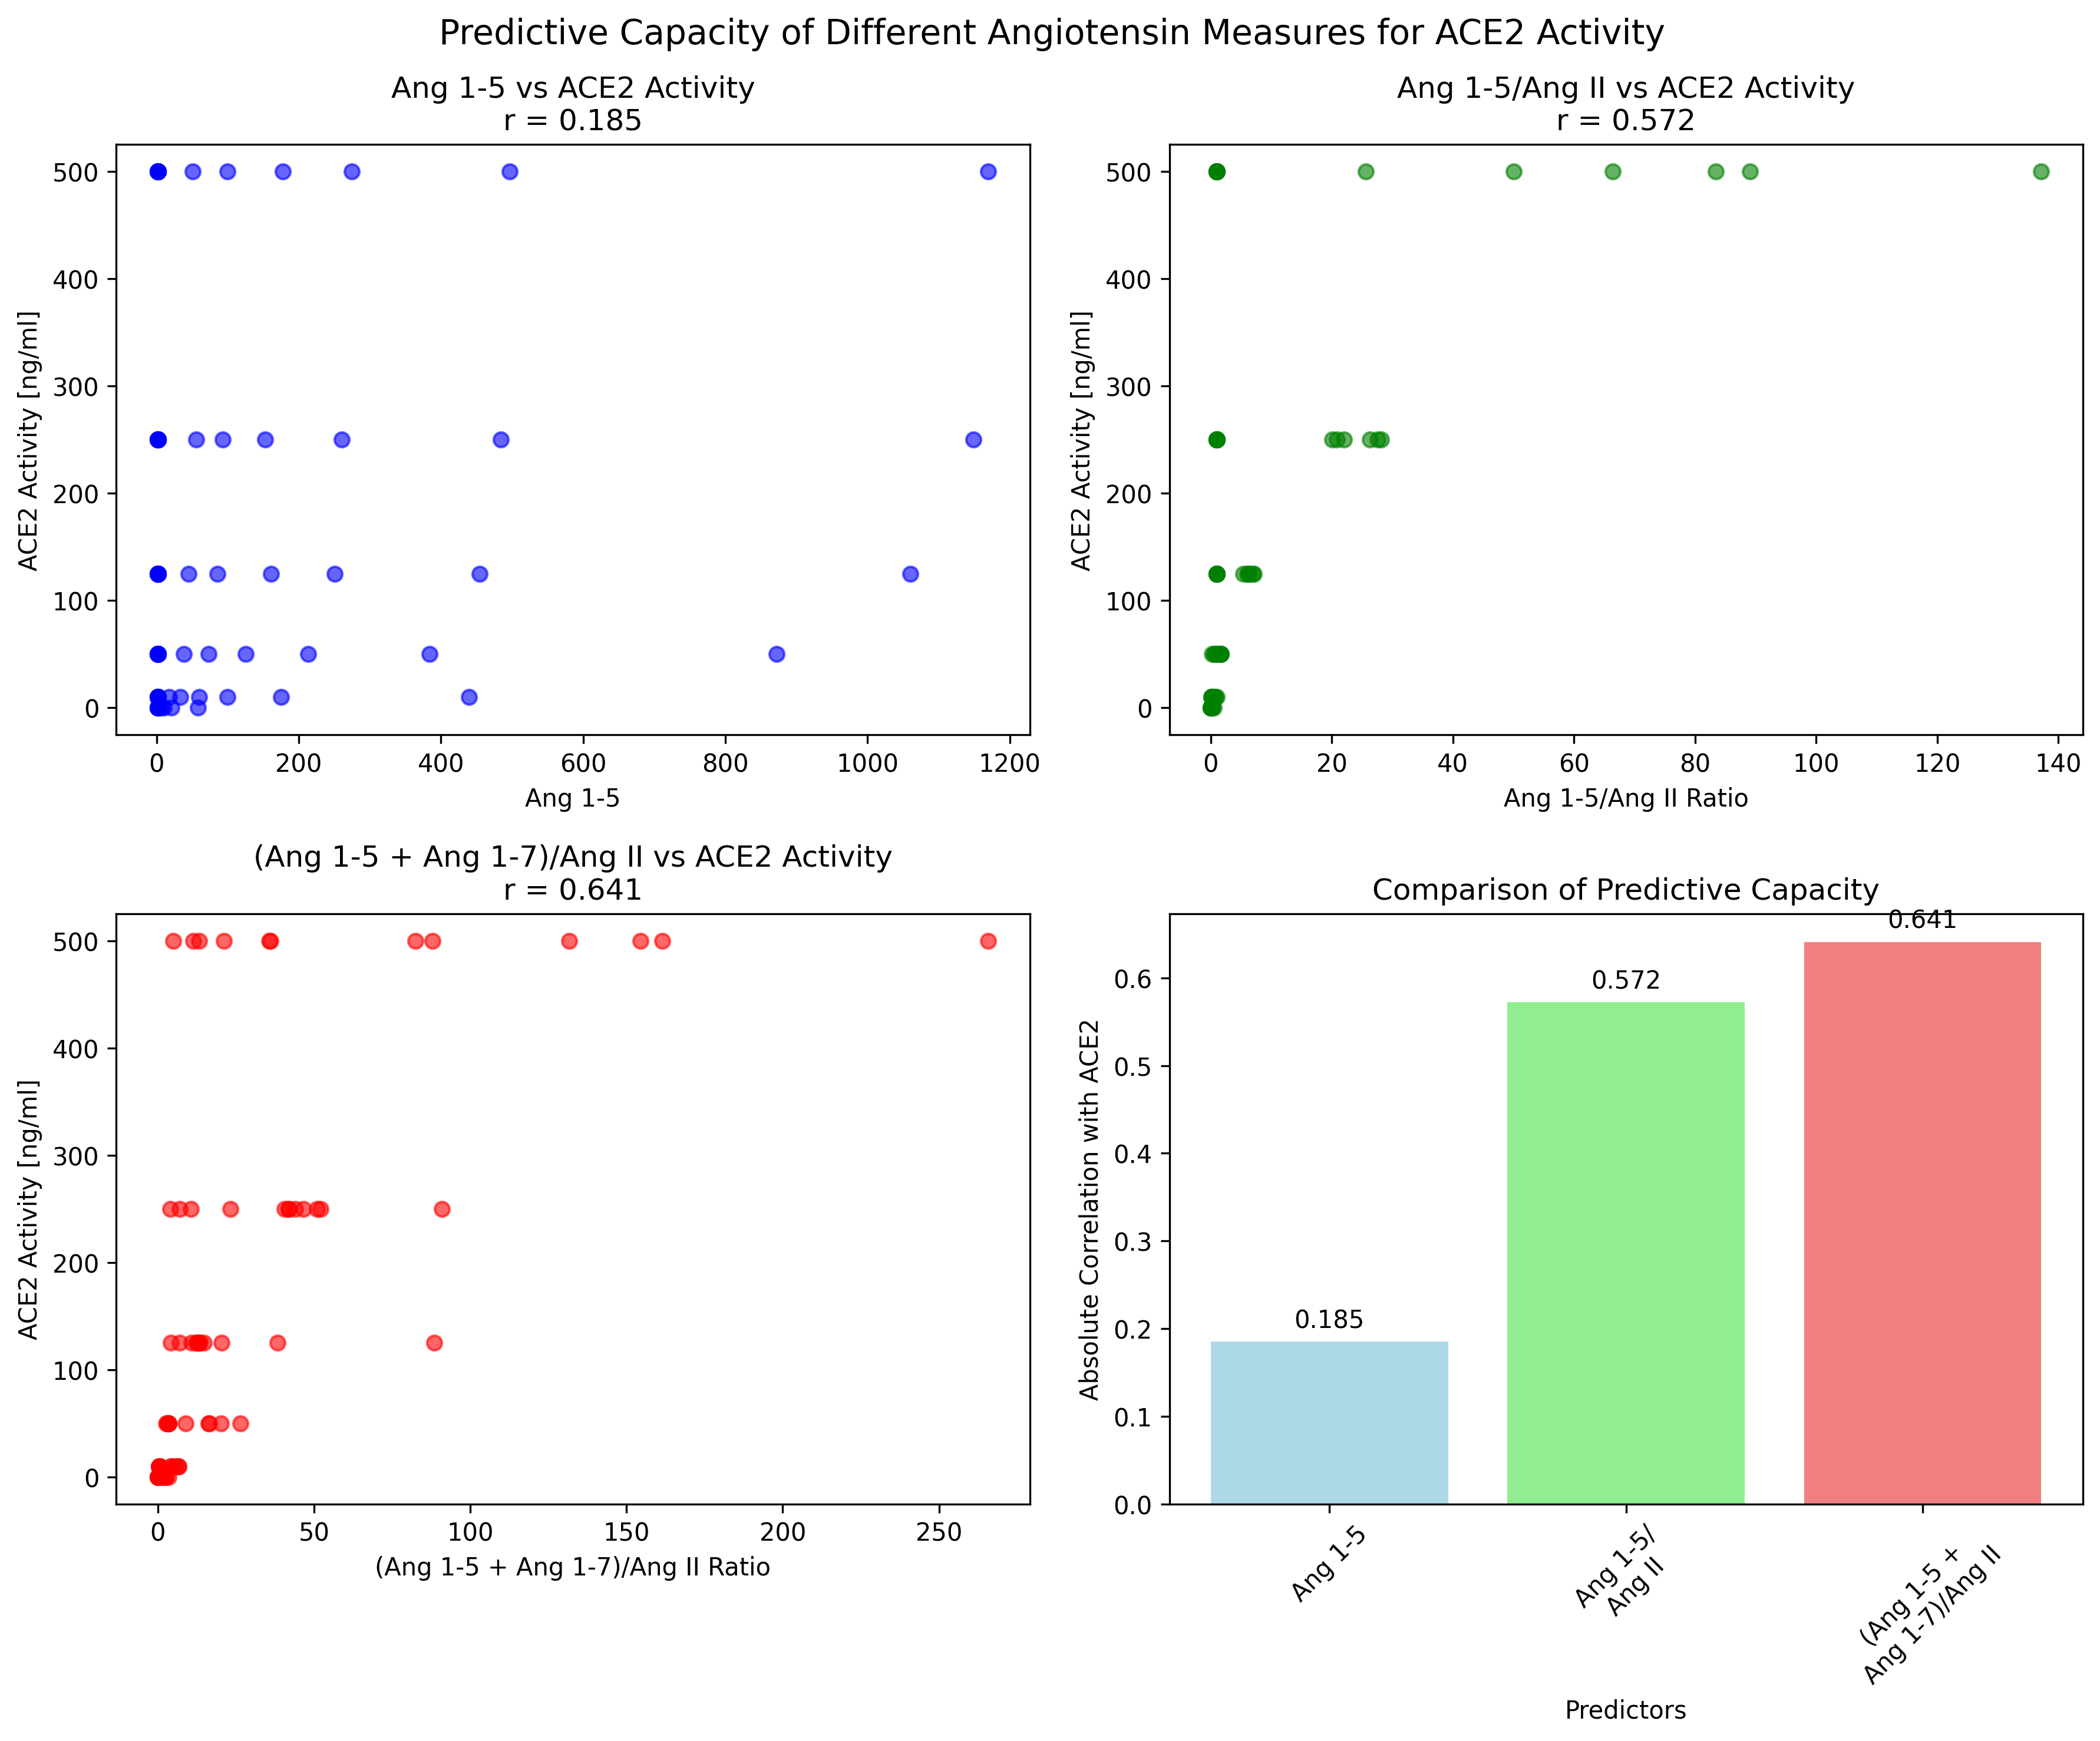 Predictive Capacity of Different Angiotensin Measures for ACE2 Activity
Ang 1-5 vs ACE2 Activity
r = 0.185
ACE2 Activity [ng/ml]
500
400
300
200
100
0
0 200 400 600 800 1000 1200
Ang 1-5
Ang 1-5/Ang II vs ACE2 Activity
r = 0.572
ACE2 Activity [ng/ml]
500
400
300
200
100
0
0 20 40 60 80 100 120 140
Ang 1-5/Ang II Ratio
(Ang 1-5 + Ang 1-7)/Ang II vs ACE2 Activity
r = 0.641
ACE2 Activity [ng/ml]
500
400
300
200
100
0
0 50 100 150 200 250
(Ang 1-5 + Ang 1-7)/Ang II Ratio
Comparison of Predictive Capacity
Absolute Correlation with ACE2
0.6
0.5
0.4
0.3
0.2
0.1
0.0
0.185
0.572
0.641
Ang 1-5
Ang 1-5/
Ang II
(Ang 1-5 +
Ang 1-7)/Ang II
Predictors